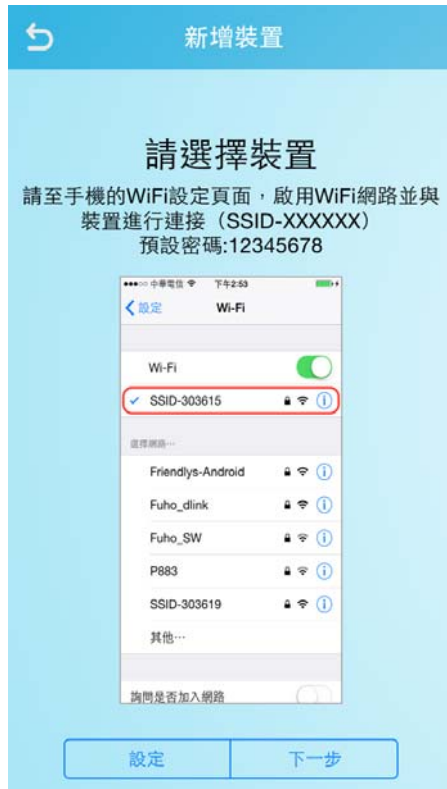 新增裝置
請選擇裝置
請至手機的WiFi設定頁面，啟用WiFi網路並與
裝置進行連接（SSID-XXXXXX）
預設密碼:12345678
中華電信 下午2:53
設定 Wi-Fi
Wi-Fi
SSID-303615
選擇網路⋯
Friendlys-Android
Fuho_dlink
Fuho_SW
P883
SSID-303619
其他⋯
詢問是否加入網路
設定 下一步